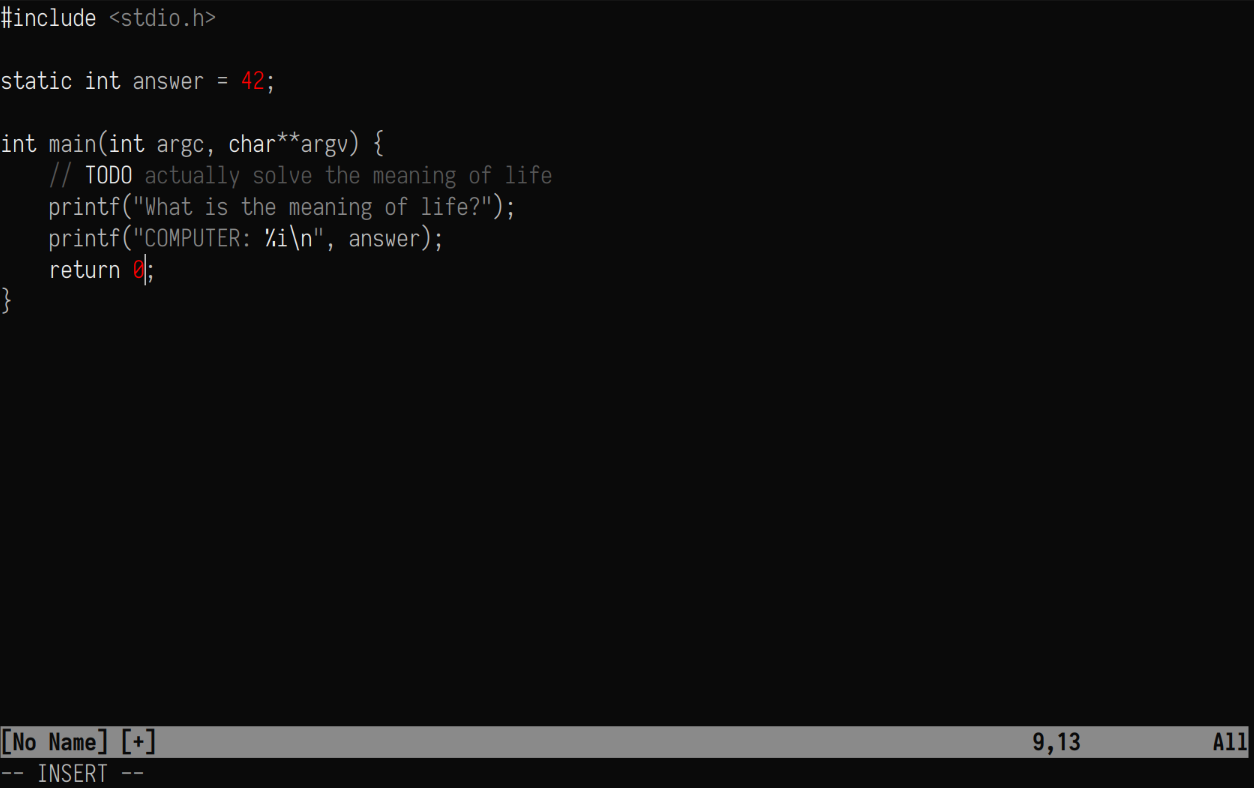 #include <stdio.h>

static int answer = 42;

int main(int argc, char**argv) {
    // TODO actually solve the meaning of life
    printf("What is the meaning of life?");
    printf("COMPUTER: %i\n", answer);
    return 0;
}
[No Name] [+] 9,13 All
-- INSERT --